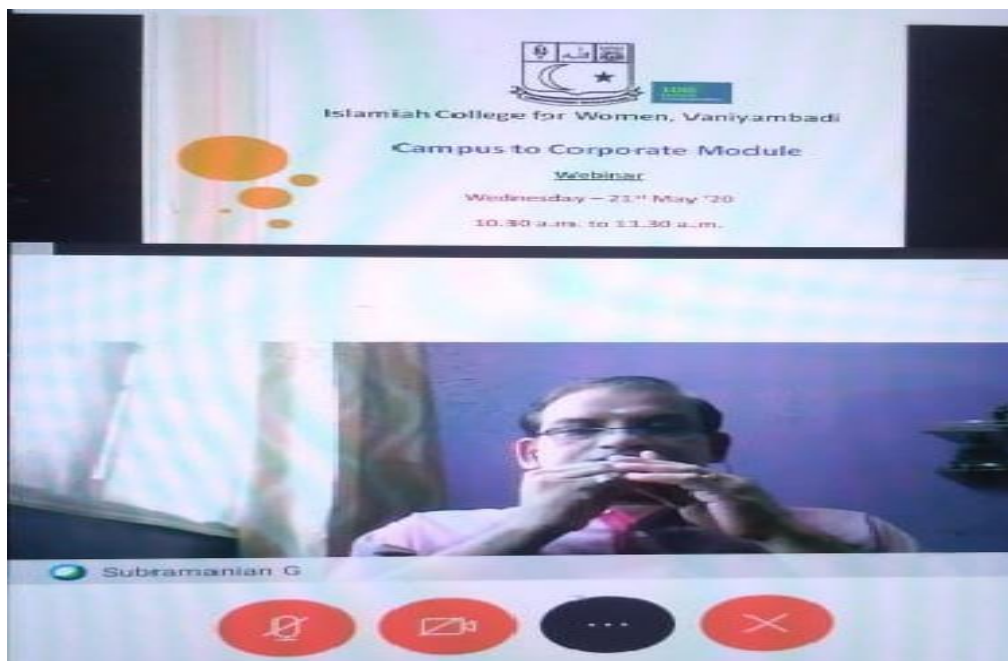 Islamiah College for Women, Vaniyambadi
Campus to Corporate Module
Webinar
Wednesday – 21st May '20
10.30 a.m. to 11.30 a.m.
Subramanian G